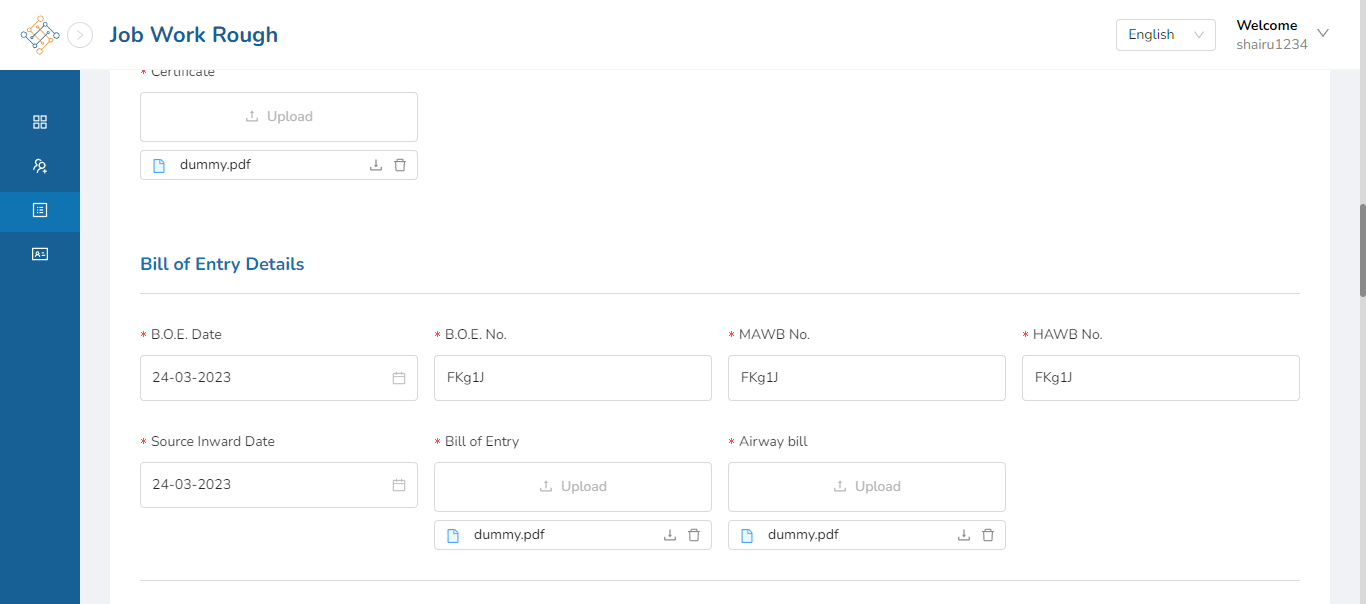 Job Work Rough
English
Welcome
shairu1234
* Certificate
Upload
dummy.pdf
Bill of Entry Details
* B.O.E. Date
* B.O.E. No.
* MAWB No.
* HAWB No.
24-03-2023
FKg1J
FKg1J
FKg1J
* Source Inward Date
* Bill of Entry
* Airway bill
24-03-2023
Upload
Upload
dummy.pdf
dummy.pdf